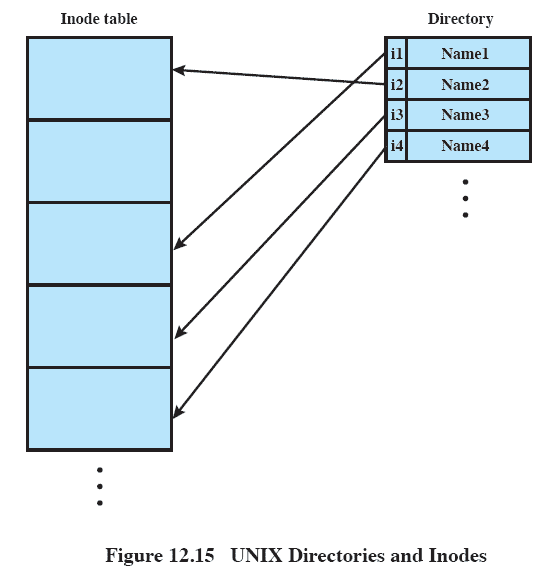 Inode table
Directory
i1 Name1
i2 Name2
i3 Name3
i4 Name4
Figure 12.15 UNIX Directories and Inodes